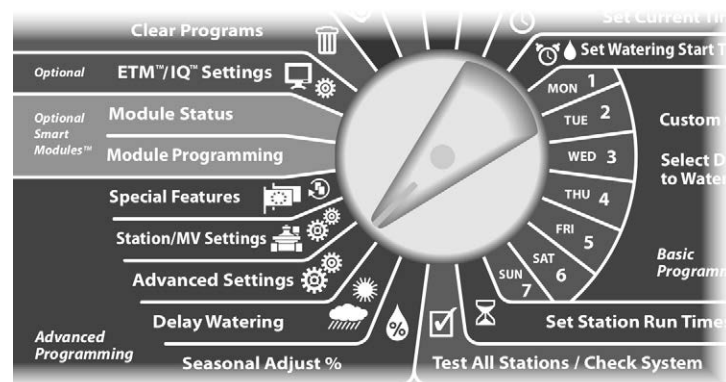 Clear Programs
Optional
ETM™/IQ™ Settings
Optional
Smart
Modules™
Module Status
Module Programming
Special Features
Station/MV Settings
Advanced Settings
Delay Watering
Advanced
Programming
Seasonal Adjust %
%
Test All Stations / Check System
Set Station Run Time
Basic
Programm
Set Current Ti
Set Watering Start T
MON 1
TUE 2
WED 3
THU 4
FRI 5
SAT 6
SUN 7
Custom
Select D
to Water